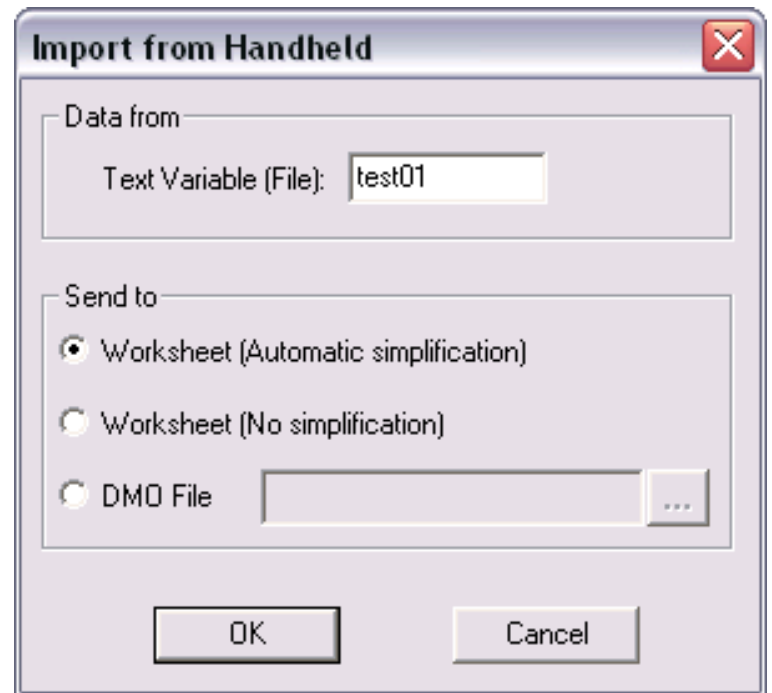 Import from Handheld
Data from
Text Variable (File): test01
Send to
Worksheet (Automatic simplification)
Worksheet (No simplification)
DMO File ...
OK Cancel